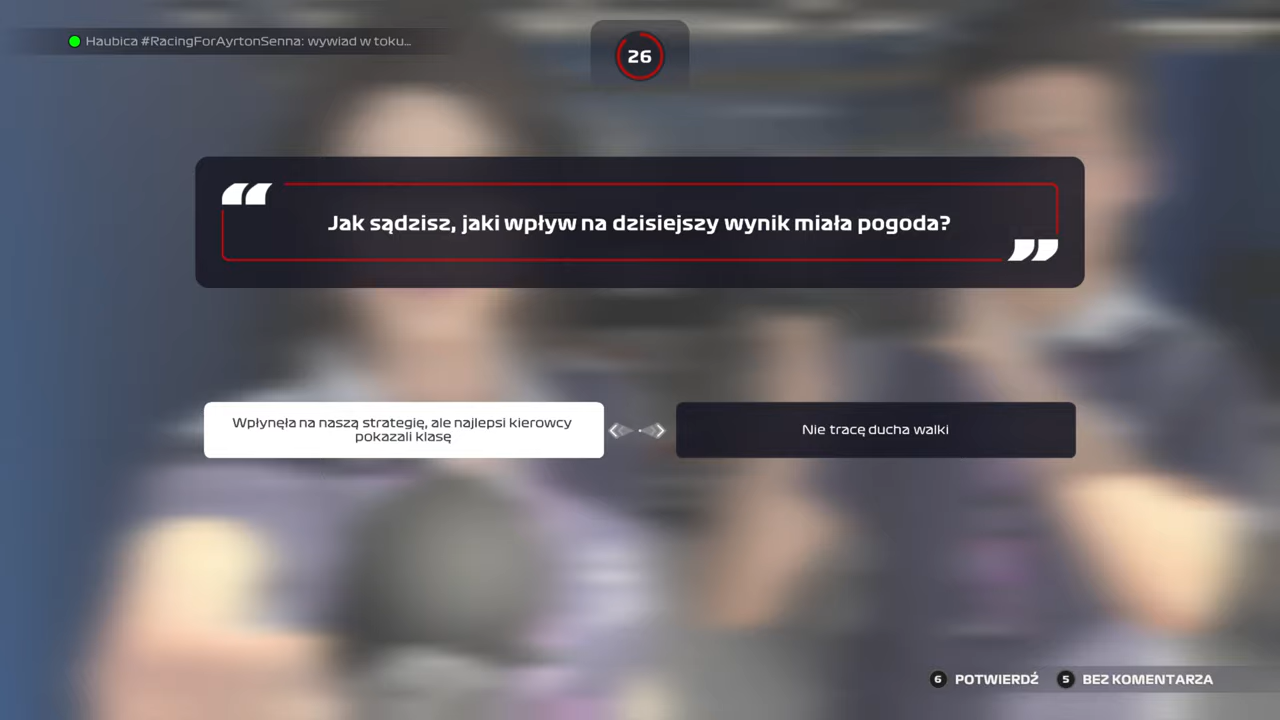 Haubica #RacingForAyrtonSenna: wywiad w toku...
26
Jak sądzisz, jaki wpływ na dzisiejszy wynik miała pogoda?
Wpłynęła na naszą strategię, ale najlepsi kierowcy
pokazali klasę
Nie tracę ducha walki
6 POTWIERDŹ 5 BEZ KOMENTARZA